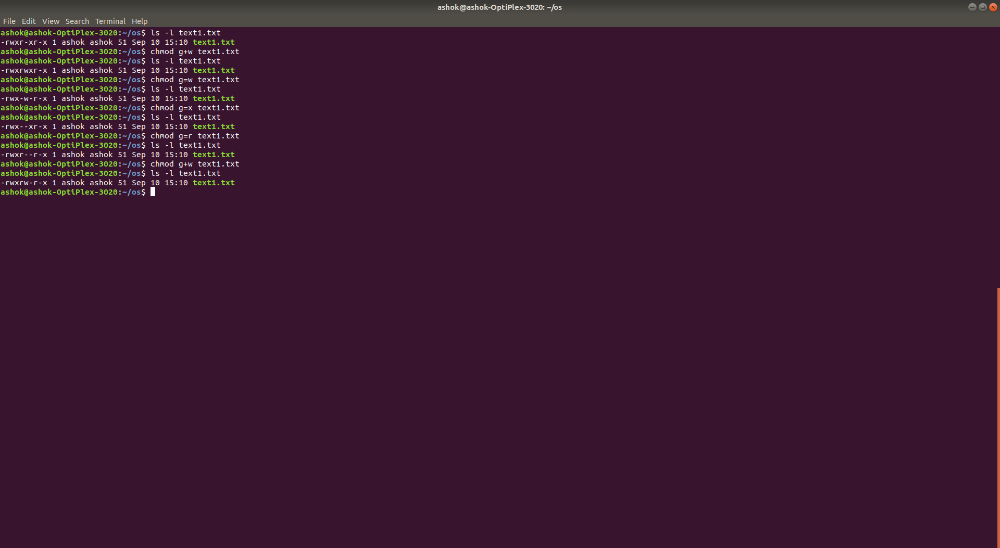 ashok@ashok-OptiPlex-3020: ~/os
File Edit View Search Terminal Help
ashok@ashok-OptiPlex-3020:~/os$ ls -l text1.txt
-rwxr-xr-x 1 ashok ashok 51 Sep 10 15:10 text1.txt
ashok@ashok-OptiPlex-3020:~/os$ chmod g+w text1.txt
ashok@ashok-OptiPlex-3020:~/os$ ls -l text1.txt
-rwxrwxr-x 1 ashok ashok 51 Sep 10 15:10 text1.txt
ashok@ashok-OptiPlex-3020:~/os$ chmod g=w text1.txt
ashok@ashok-OptiPlex-3020:~/os$ ls -l text1.txt
-rwx-w-r-x 1 ashok ashok 51 Sep 10 15:10 text1.txt
ashok@ashok-OptiPlex-3020:~/os$ chmod g=x text1.txt
ashok@ashok-OptiPlex-3020:~/os$ ls -l text1.txt
-rwx--xr-x 1 ashok ashok 51 Sep 10 15:10 text1.txt
ashok@ashok-OptiPlex-3020:~/os$ chmod g=r text1.txt
ashok@ashok-OptiPlex-3020:~/os$ ls -l text1.txt
-rwxr--r-x 1 ashok ashok 51 Sep 10 15:10 text1.txt
ashok@ashok-OptiPlex-3020:~/os$ chmod g+w text1.txt
ashok@ashok-OptiPlex-3020:~/os$ ls -l text1.txt
-rwxrw-r-x 1 ashok ashok 51 Sep 10 15:10 text1.txt
ashok@ashok-OptiPlex-3020:~/os$